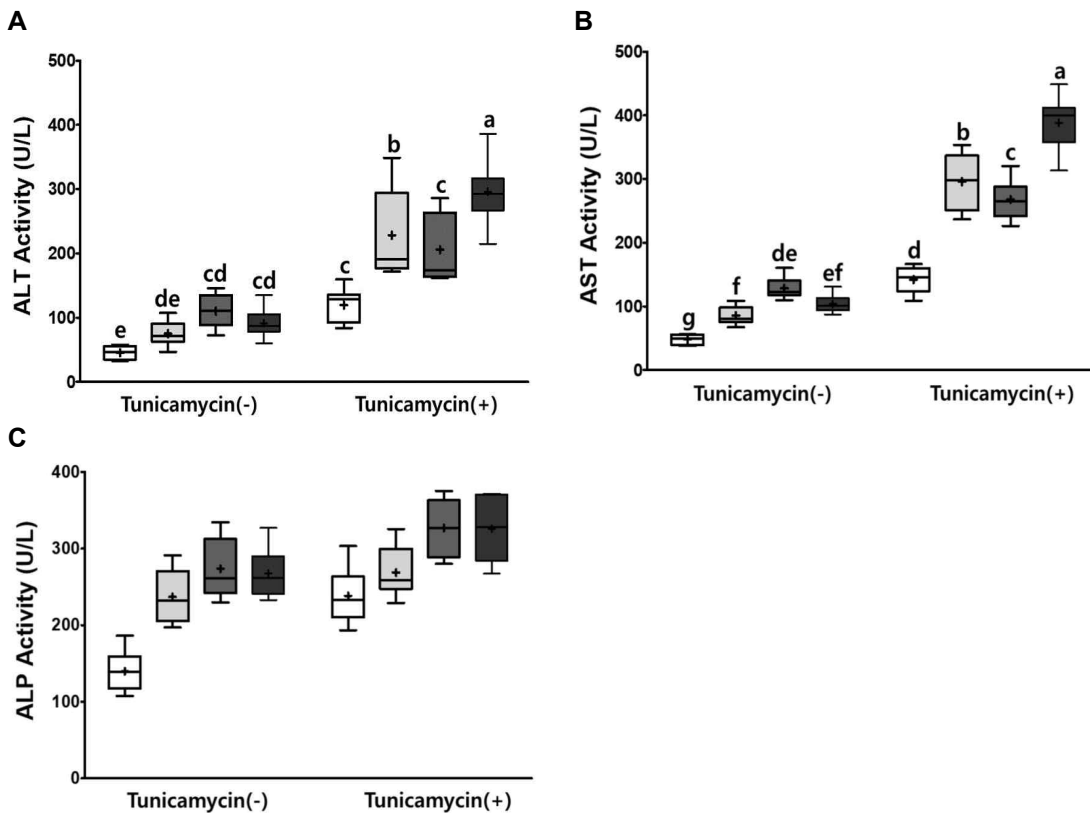 A
ALT Activity (U/L)
500
400
300
200
100
0
e
de
cd
cd
c
b
c
a
Tunicamycin(-)
Tunicamycin(+)
B
AST Activity (U/L)
500
400
300
200
100
0
g
f
de
ef
d
b
c
a
Tunicamycin(-)
Tunicamycin(+)
C
ALP Activity (U/L)
400
300
200
100
0
Tunicamycin(-)
Tunicamycin(+)